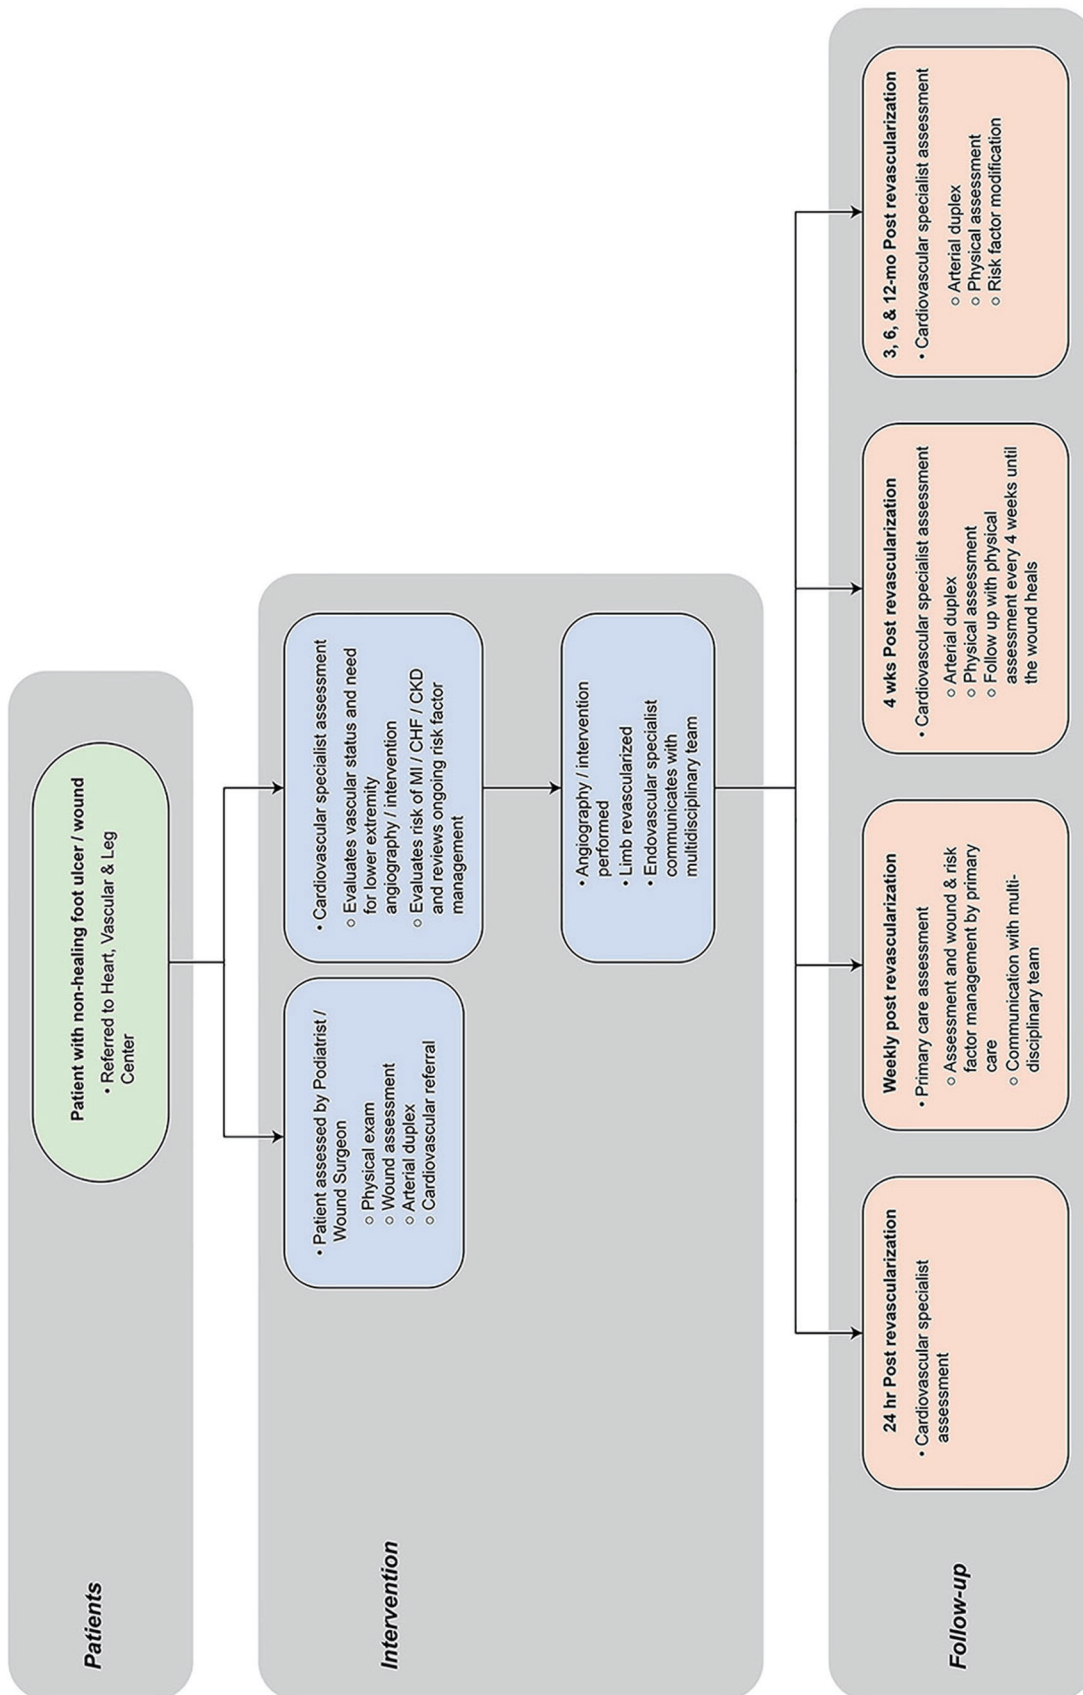 Patients
Patient with non-healing foot ulcer / wound
• Referred to Heart, Vascular & Leg
Center
Intervention
• Patient assessed by Podiatrist /
Wound Surgeon
○ Physical exam
○ Wound assessment
○ Arterial duplex
○ Cardiovascular referral
• Cardiovascular specialist assessment
○ Evaluates vascular status and need
for lower extremity
angiography / intervention
○ Evaluates risk of MI / CHF / CKD
and reviews ongoing risk factor
management
• Angiography / intervention
performed
• Limb revascularized
• Endovascular specialist
communicates with
multidisciplinary team
Follow-up
24 hr Post revascularization
• Cardiovascular specialist
assessment
Weekly post revascularization
• Primary care assessment
○ Assessment and wound & risk
factor management by primary
care
○ Communication with multi-
disciplinary team
4 wks Post revascularization
• Cardiovascular specialist assessment
○ Arterial duplex
○ Physical assessment
○ Follow up with physical
assessment every 4 weeks until
the wound heals
3, 6, & 12-mo Post revascularization
• Cardiovascular specialist assessment
○ Arterial duplex
○ Physical assessment
○ Risk factor modification